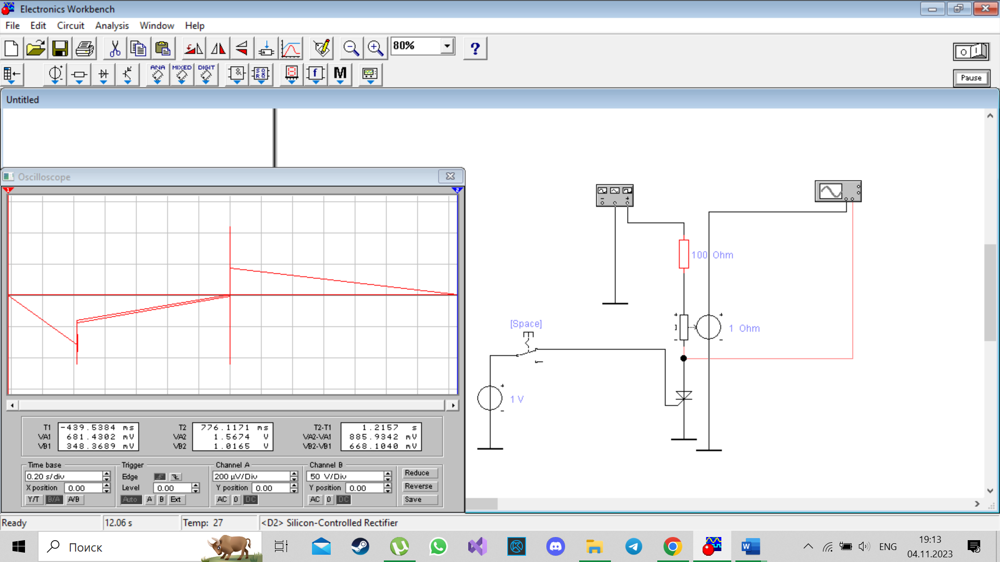 Electronics Workbench
File Edit Circuit Analysis Window Help
80%
?
ANA MIXED DIGIT
f M
Pause
Untitled
Oscilloscope
1 2
T1 -439.5384 ms T2 776.1171 ms T2-T1 1.2157 s
VA1 681.4302 mV VA2 1.5674 V VA2-VA1 885.9342 mV
VB1 348.3689 mV VB2 1.0165 V VB2-VB1 668.1040 mV
Time base Trigger Channel A Channel B
0.20 s/div Edge 200 µV/Div 50 V/Div Reduce
X position 0.00 Level 0.00 Y position 0.00 Y position 0.00 Reverse
Y/T B/A A/B Auto A B Ext AC 0 DC AC 0 DC Save
100 Ohm
[Space]
1 Ohm
1 V
Ready 12.06 s Temp: 27 <D2> Silicon-Controlled Rectifier
Поиск
W
ENG
19:13
04.11.2023